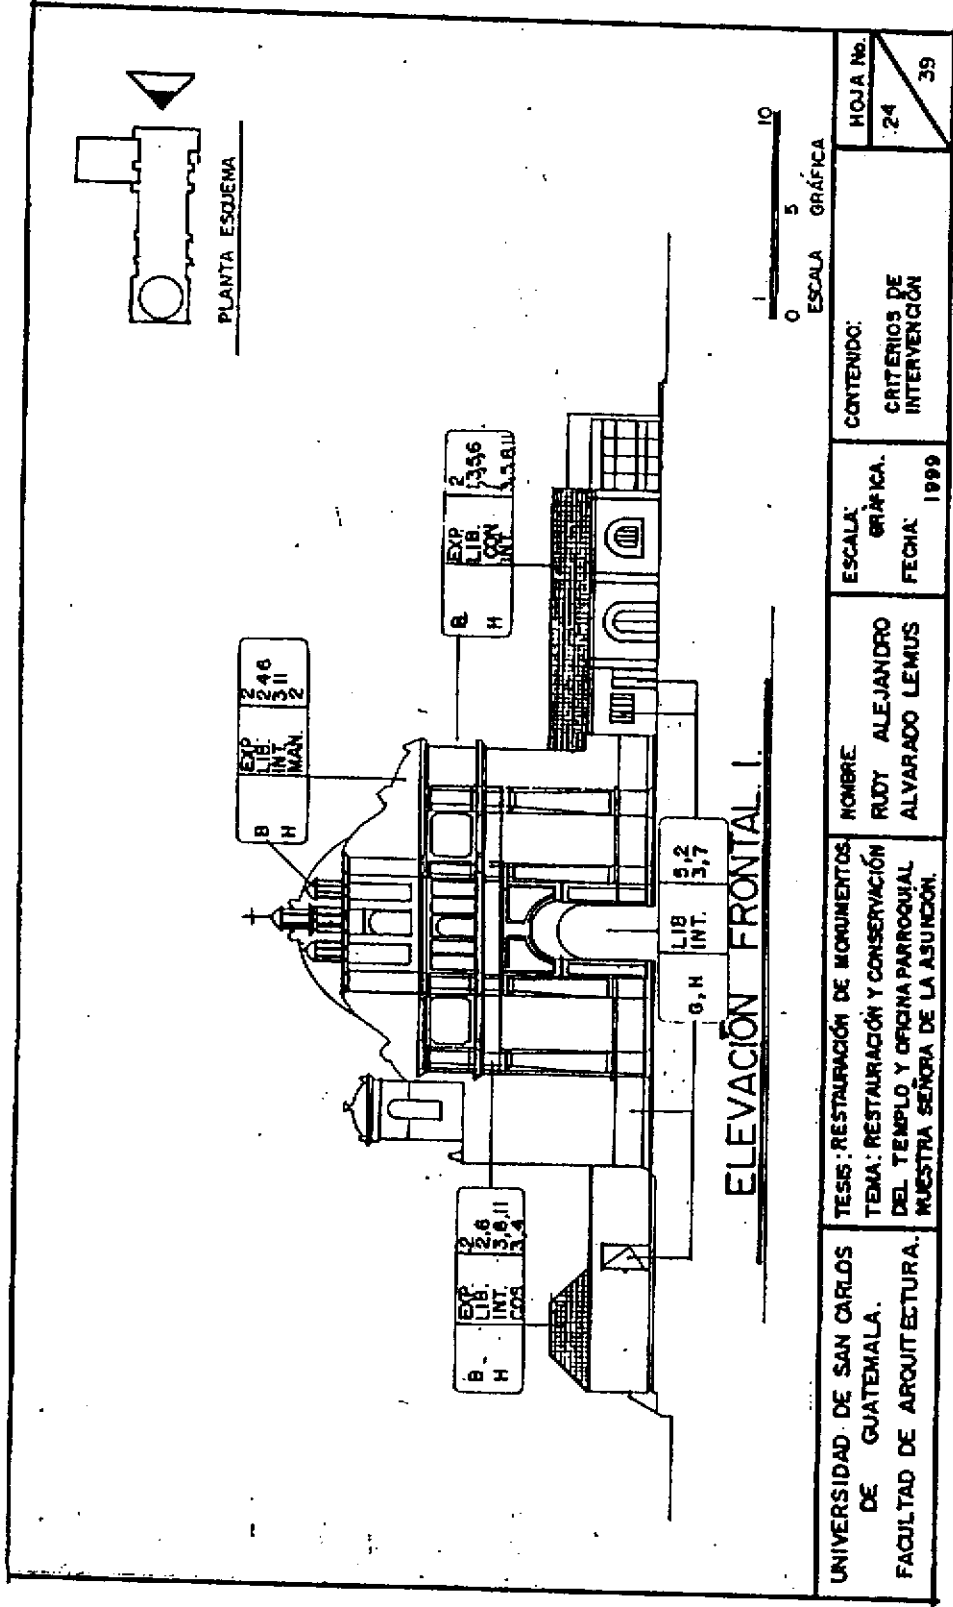 PLANTA ESQUEMA
B
H
EXP.
LIB.
INT.
MAN.
2
2 4 6
3 11
2
B
H
EXP.
LIB.
CON
INT.
2
B
H
EXP.
LIB.
INT.
COS
2
2,6
3,8,11
3,4
G, H
LIB
INT.
5,2
3,7
ELEVACIÓN FRONTAL. 1.
1
0 5 10
ESCALA GRÁFICA
UNIVERSIDAD DE SAN CARLOS
DE GUATEMALA.
FACULTAD DE ARQUITECTURA.
TESIS: RESTAURACIÓN DE MONUMENTOS.
TEMA: RESTAURACIÓN Y CONSERVACIÓN
DEL TEMPLO Y OFICINA PARROQUIAL
NUESTRA SEÑORA DE LA ASUNCIÓN.
NOMBRE
RUDY ALEJANDRO
ALVARADO LEMUS
ESCALA:
GRÁFICA.
FECHA:
1999
CONTENIDO:
CRITERIOS DE
INTERVENCIÓN
HOJA No.
24
39